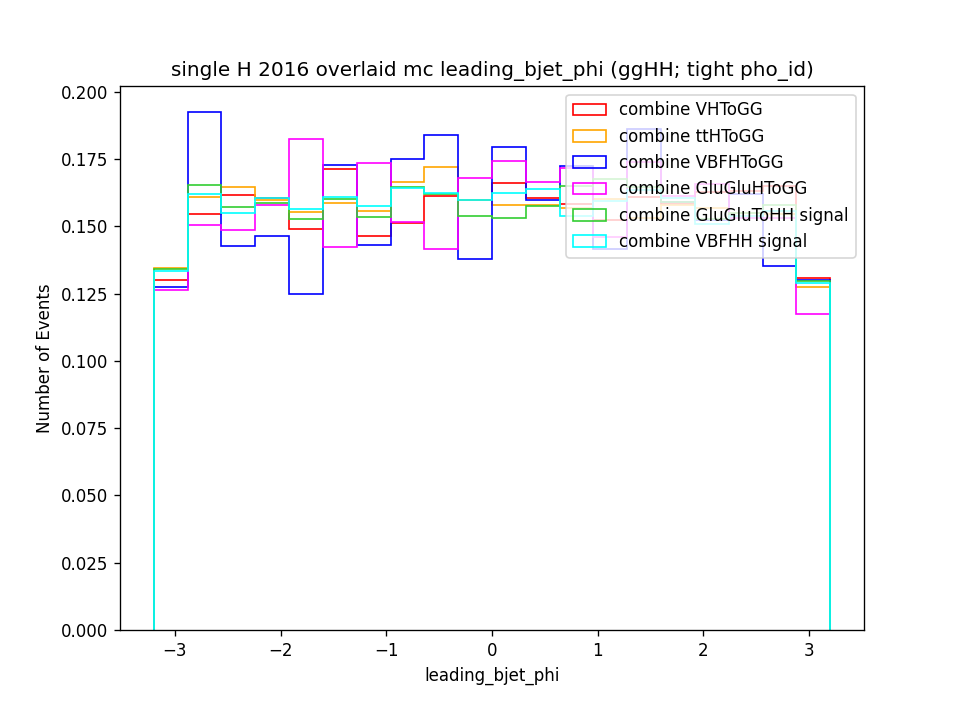 single H 2016 overlaid mc leading_bjet_phi (ggHH; tight pho_id)
combine VHToGG
combine ttHToGG
combine VBFHToGG
combine GluGluHToGG
combine GluGluToHH signal
combine VBFHH signal
Number of Events
0.200
0.175
0.150
0.125
0.100
0.075
0.050
0.025
0.000
−3 −2 −1 0 1 2 3
leading_bjet_phi